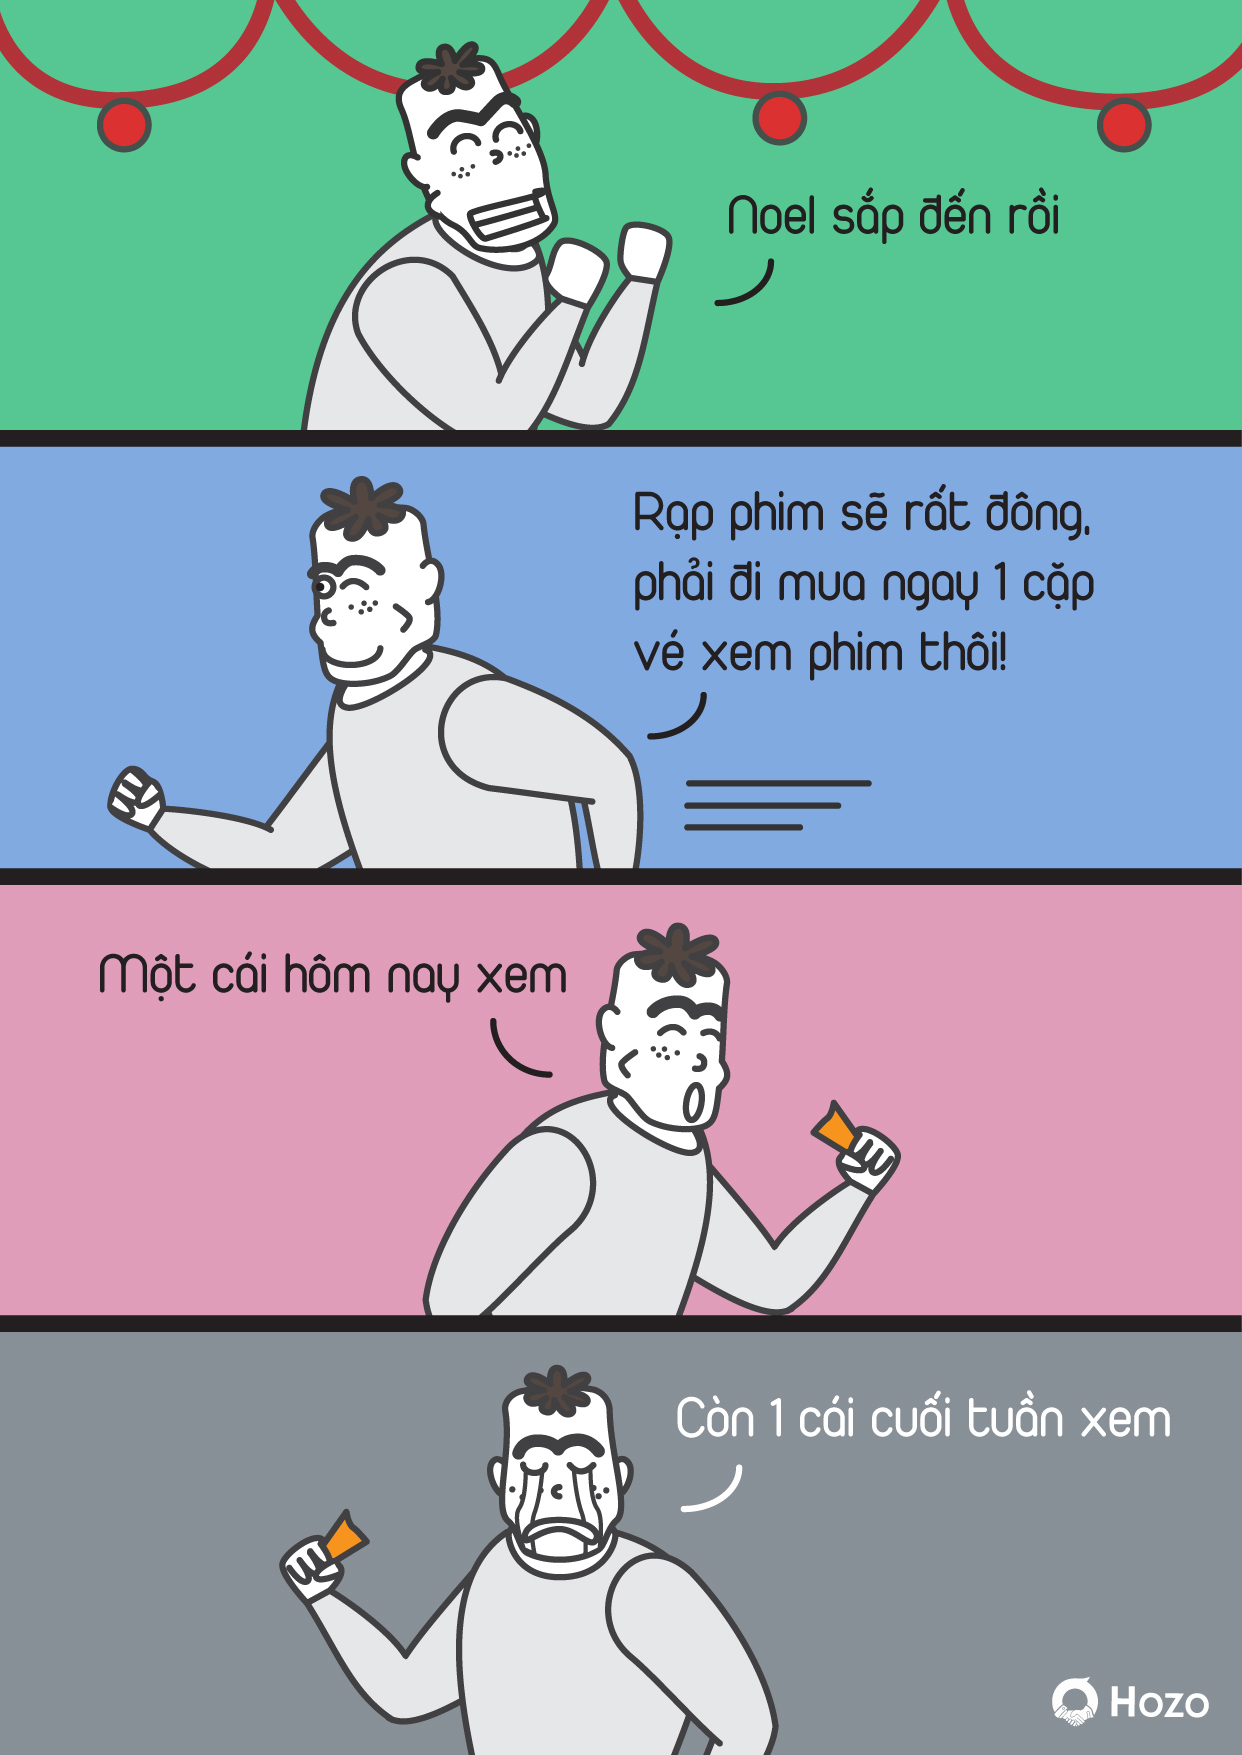 Noel sắp đến rồi
Rạp phim sẽ rất đông,
phải đi mua ngay 1 cặp
vé xem phim thôi!
Một cái hôm nay xem
Còn 1 cái cuối tuần xem
Hozo